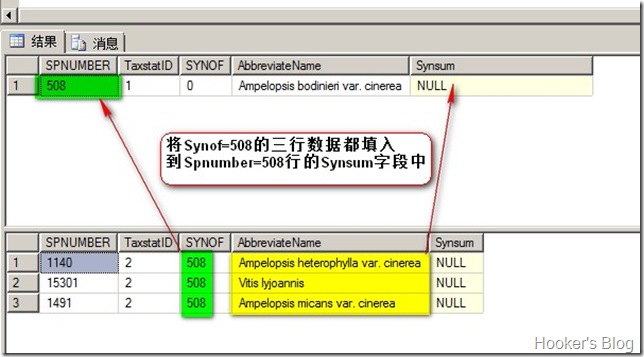 结果 消息
SPNUMBER TaxstatID SYNOF AbbreviateName Synsum
1 508 1 0 Ampelopsis bodinieri var. cinerea NULL
将Synof=508的三行数据都填入
到Spnumber=508行的Synsum字段中
SPNUMBER TaxstatID SYNOF AbbreviateName Synsum
1 1140 2 508 Ampelopsis heterophylla var. cinerea NULL
2 15301 2 508 Vitis lyjoannis NULL
3 1491 2 508 Ampelopsis micans var. cinerea NULL
Hooker's Blog